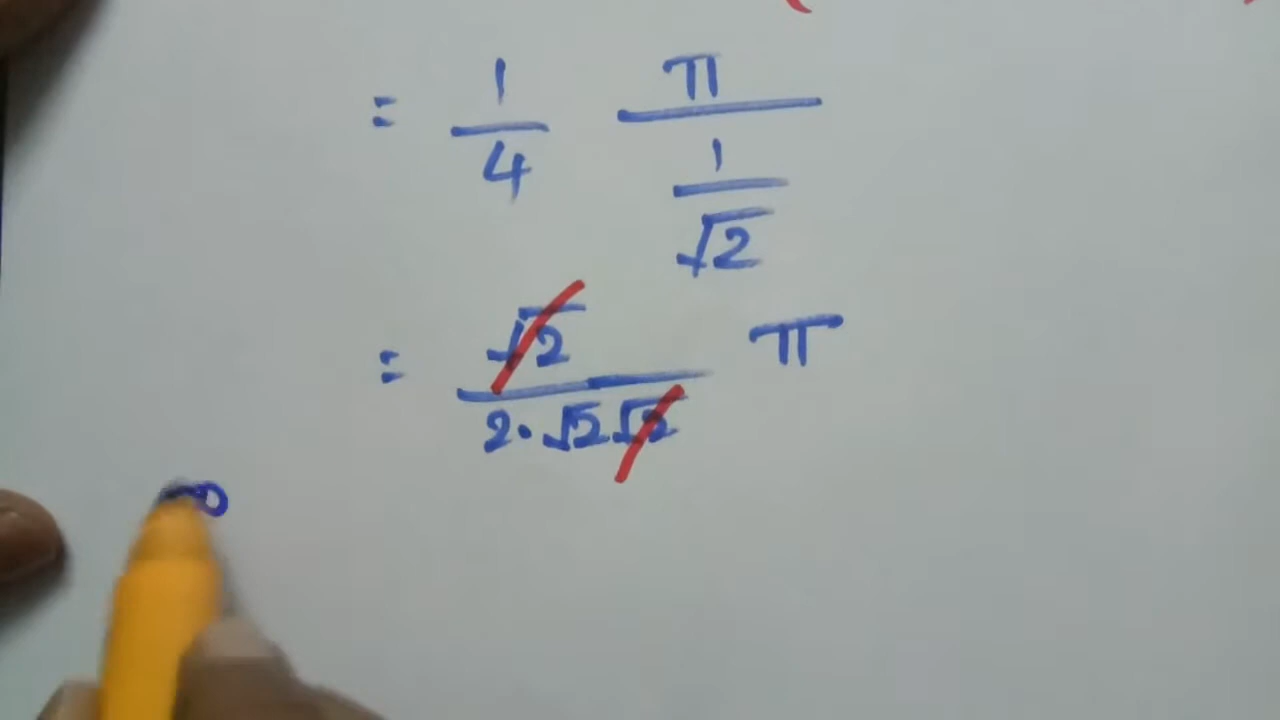 = 1/4 π/(1/√2)
= √2/(2·√2√2) π
∞